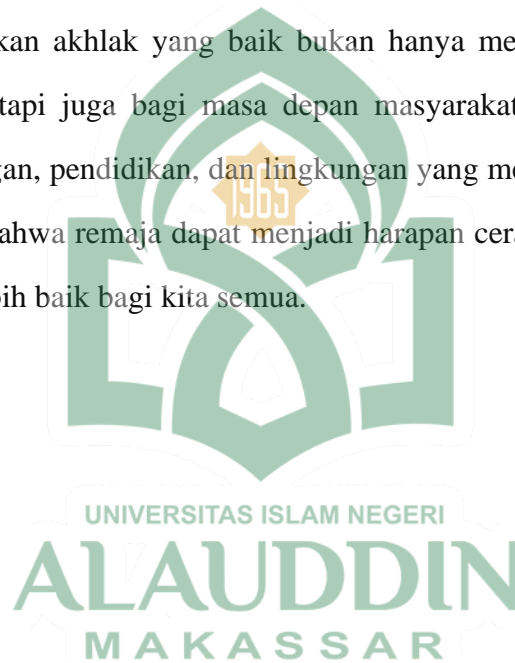 kan akhlak yang baik bukan hanya me
tapi juga bagi masa depan masyarakat
gan, pendidikan, dan lingkungan yang me
ahwa remaja dapat menjadi harapan cera
bih baik bagi kita semua.
1965
UNIVERSITAS ISLAM NEGERI
ALAUDDIN
MAKASSAR